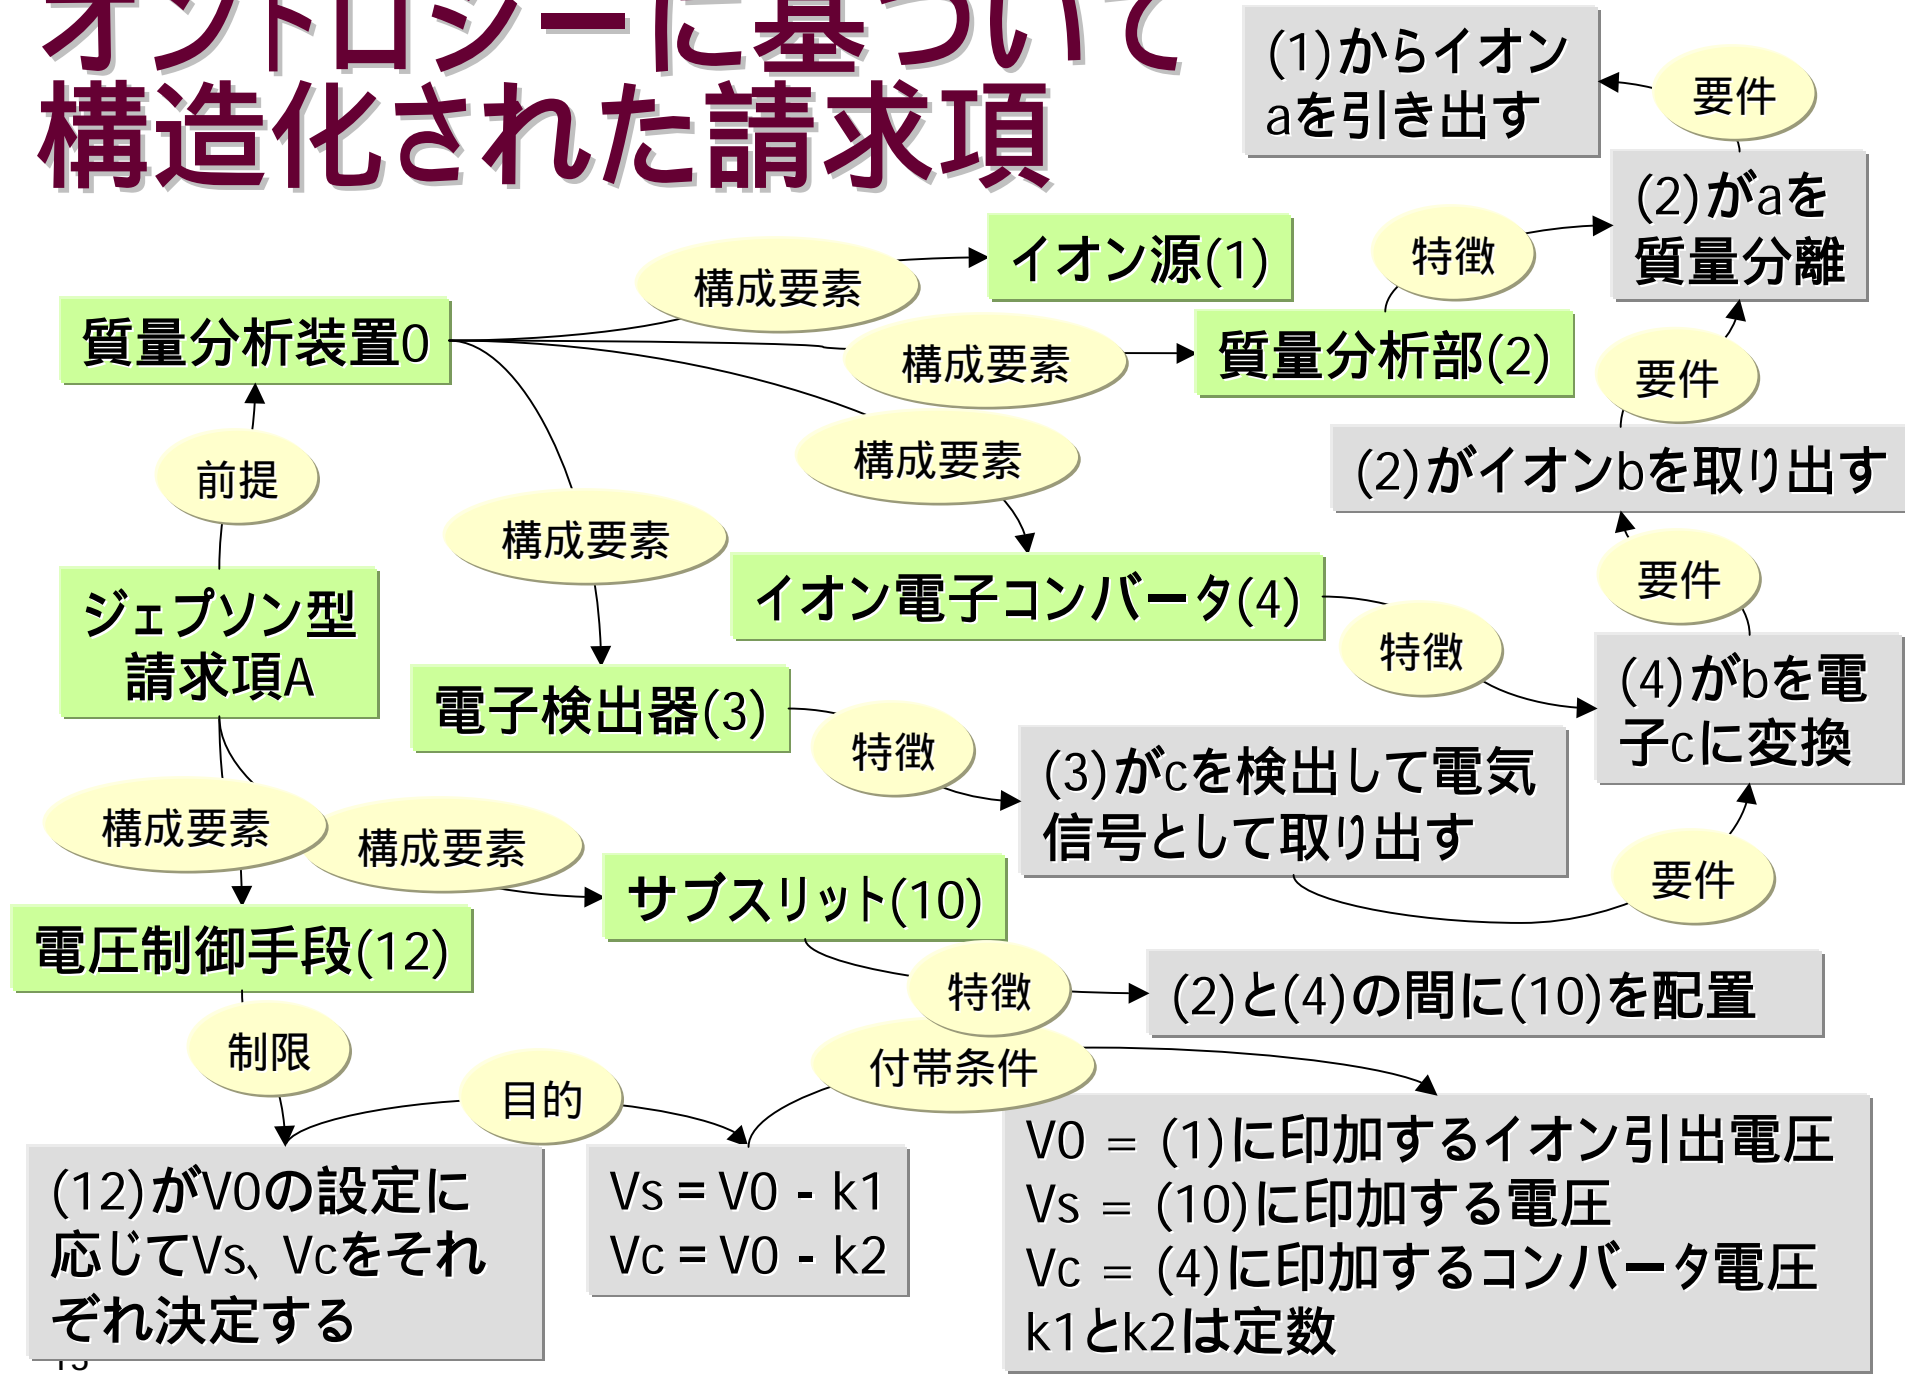 オントロジーに基づいて
構造化された請求項
(1)からイオン
aを引き出す
要件
(2)がaを
質量分離
特徴
イオン源(1)
構成要素
質量分析装置0
構成要素
質量分析部(2)
要件
構成要素
(2)がイオンbを取り出す
前提
構成要素
イオン電子コンバータ(4)
要件
ジェプソン型
請求項A
特徴
(4)がbを電
子cに変換
電子検出器(3)
特徴
(3)がcを検出して電気
信号として取り出す
要件
構成要素
構成要素
サブスリット(10)
電圧制御手段(12)
特徴
(2)と(4)の間に(10)を配置
制限
目的
付帯条件
(12)がV0の設定に
応じてVs、Vcをそれ
ぞれ決定する
Vs = V0 - k1
Vc = V0 - k2
V0 = (1)に印加するイオン引出電圧
Vs = (10)に印加する電圧
Vc = (4)に印加するコンバータ電圧
k1とk2は定数